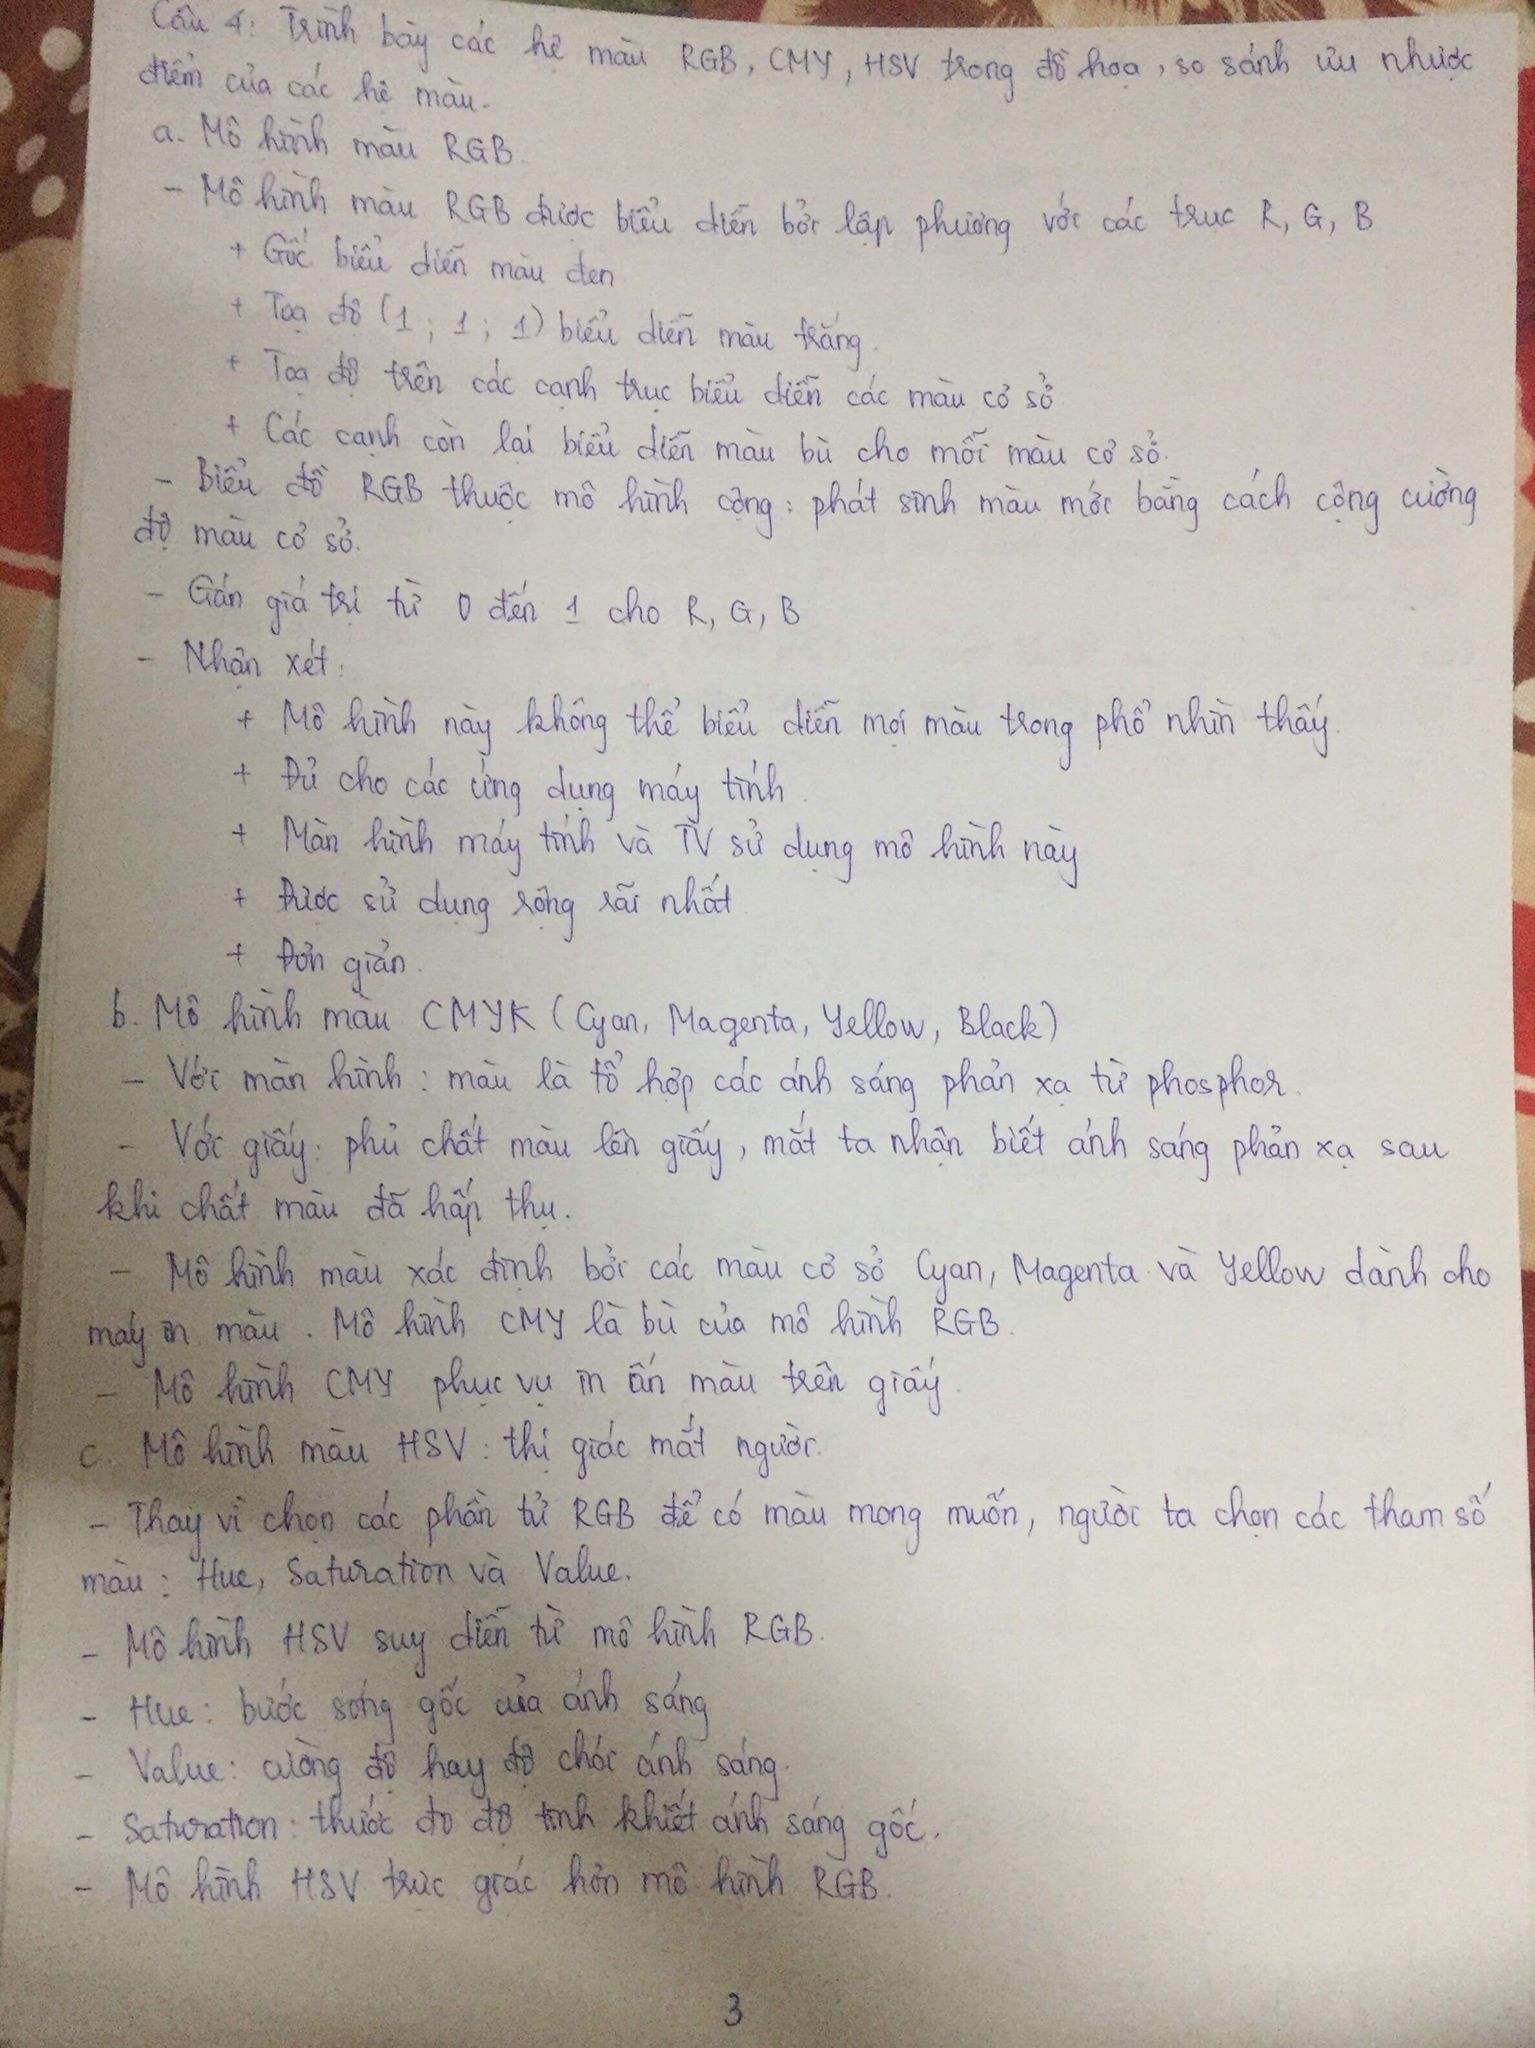 Câu 4: Trình bày các hệ màu RGB, CMY, HSV trong đồ hoạ, so sánh ưu nhược
điểm của các hệ màu.
a. Mô hình màu RGB.
- Mô hình màu RGB được biểu diễn bởi lập phương với các trục R, G, B
+ Gốc biểu diễn màu đen
+ Toạ độ (1; 1; 1) biểu diễn màu trắng.
+ Toạ độ trên các cạnh trục biểu diễn các màu cơ sở
+ Các cạnh còn lại biểu diễn màu bù cho mỗi màu cơ sở.
- Biểu đồ RGB thuộc mô hình cộng: phát sinh màu mới bằng cách cộng cường
độ màu cơ sở.
- Gán giá trị từ 0 đến 1 cho R, G, B
- Nhận xét:
+ Mô hình này không thể biểu diễn mọi màu trong phổ nhìn thấy.
+ Đủ cho các ứng dụng máy tính.
+ Màn hình máy tính và TV sử dụng mô hình này
+ Được sử dụng rộng rãi nhất
+ Đơn giản.
b. Mô hình màu CMYK (Cyan, Magenta, Yellow, Black)
- Với màn hình: màu là tổ hợp các ánh sáng phản xạ từ phosphor.
- Với giấy: phủ chất màu lên giấy, mắt ta nhận biết ánh sáng phản xạ sau
khi chất màu đã hấp thụ.
- Mô hình màu xác định bởi các màu cơ sở Cyan, Magenta và Yellow dành cho
máy in màu. Mô hình CMY là bù của mô hình RGB.
- Mô hình CMY phục vụ in ấn màu trên giấy.
c. Mô hình màu HSV: thị giác mắt người.
- Thay vì chọn các phần tử RGB để có màu mong muốn, người ta chọn các tham số
màu: Hue, Saturation và Value.
- Mô hình HSV suy diễn từ mô hình RGB.
- Hue: bước sóng gốc của ánh sáng
- Value: cường độ hay độ chói ánh sáng.
- Saturation: thước đo độ tinh khiết ánh sáng gốc.
- Mô hình HSV trực giác hơn mô hình RGB.
3